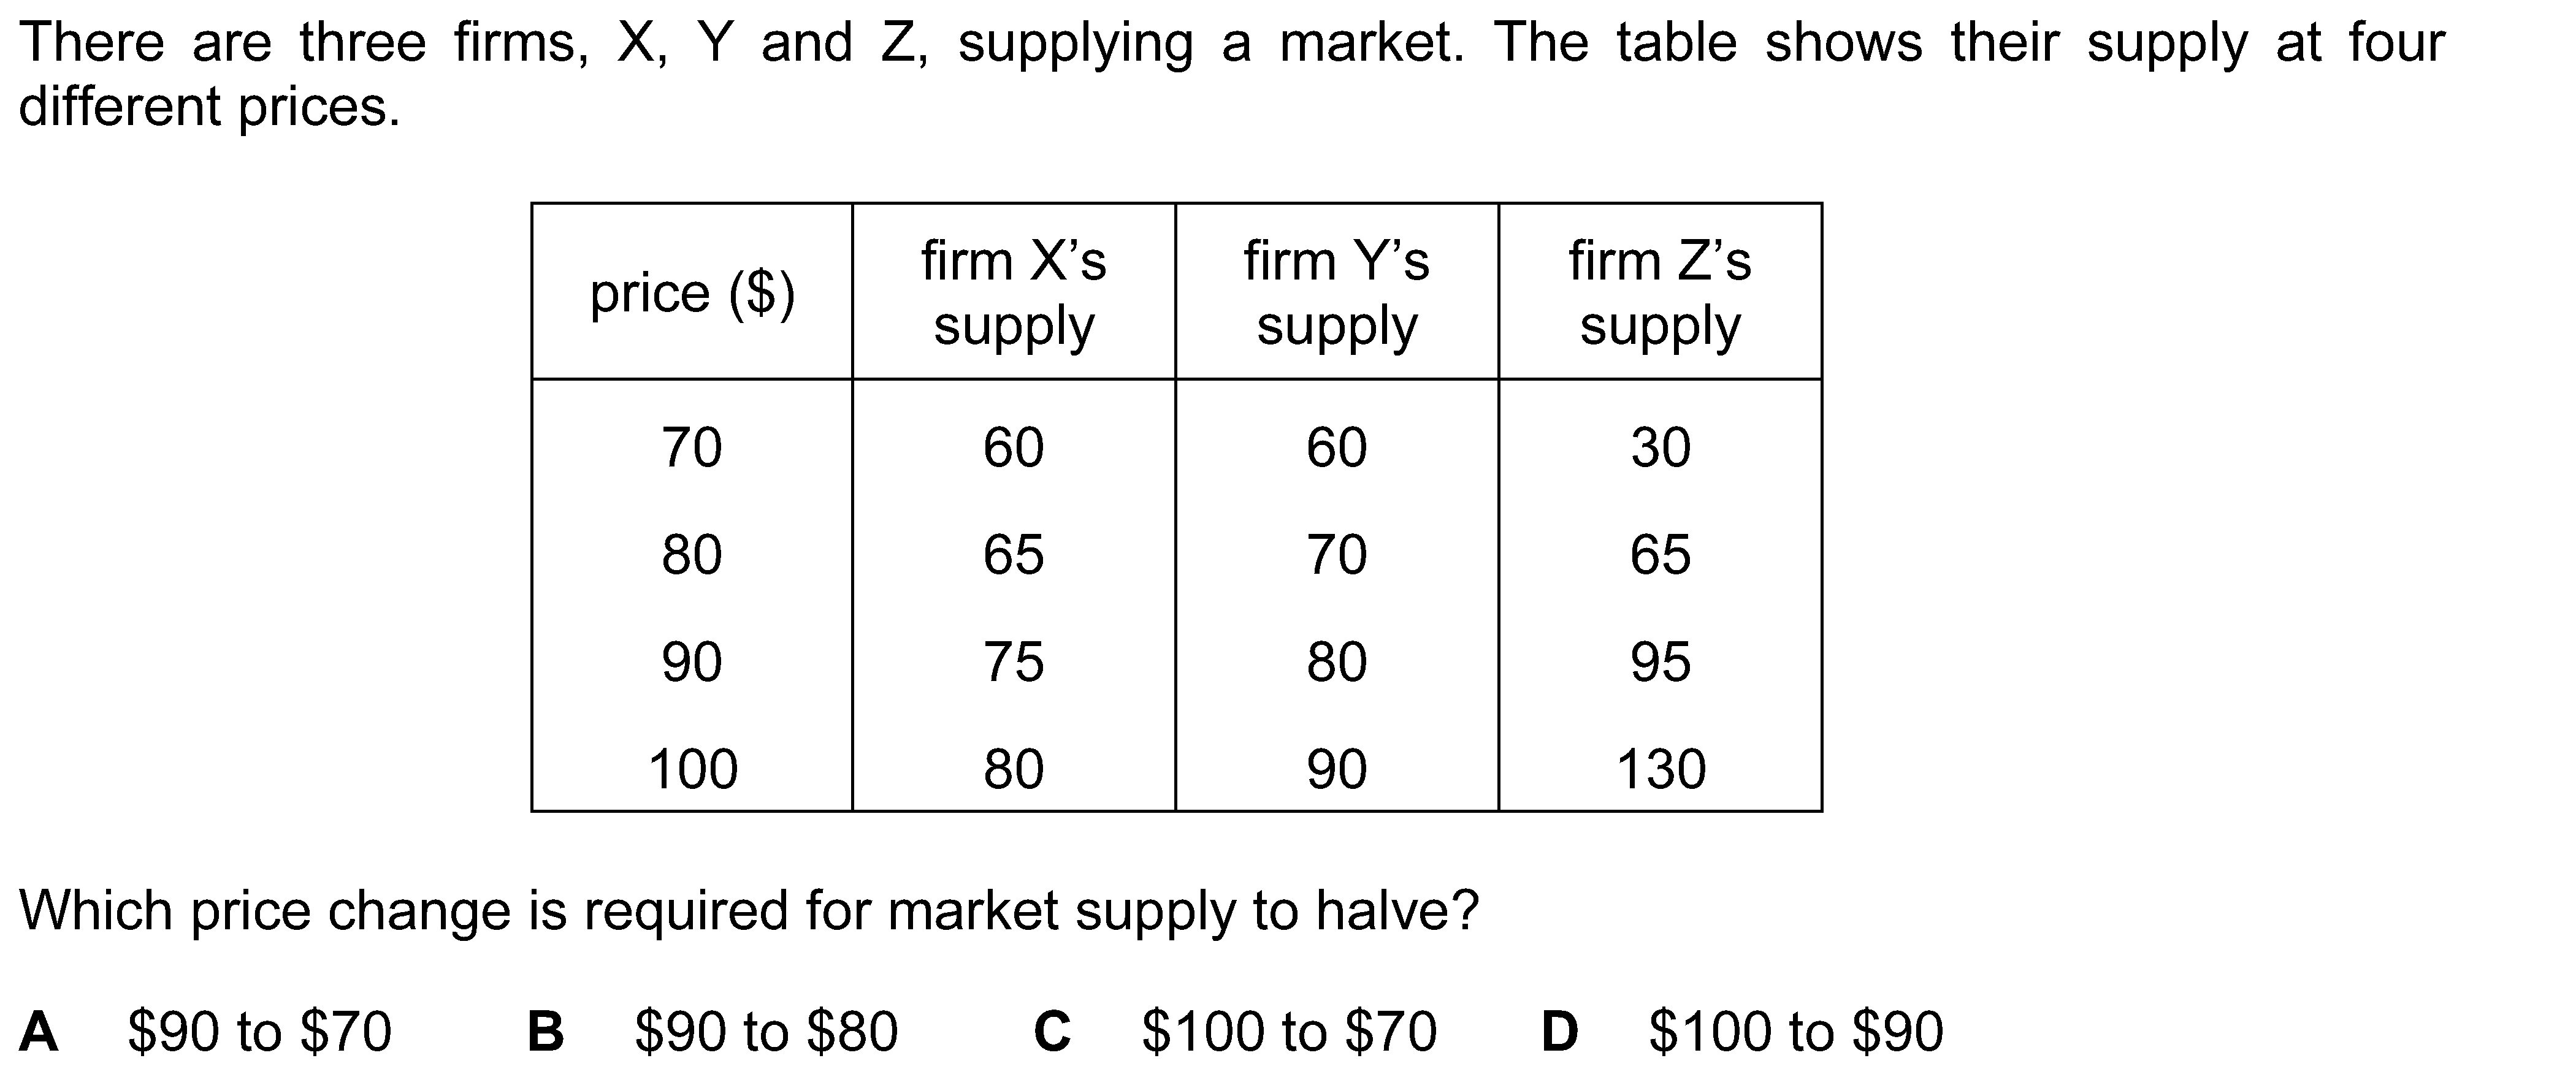 There are three firms, X, Y and Z, supplying a market. The table shows their supply at four
different prices.
price ($) firm X’s supply firm Y’s supply firm Z’s supply
70 60 60 30
80 65 70 65
90 75 80 95
100 80 90 130
Which price change is required for market supply to halve?
A $90 to $70 B $90 to $80 C $100 to $70 D $100 to $90